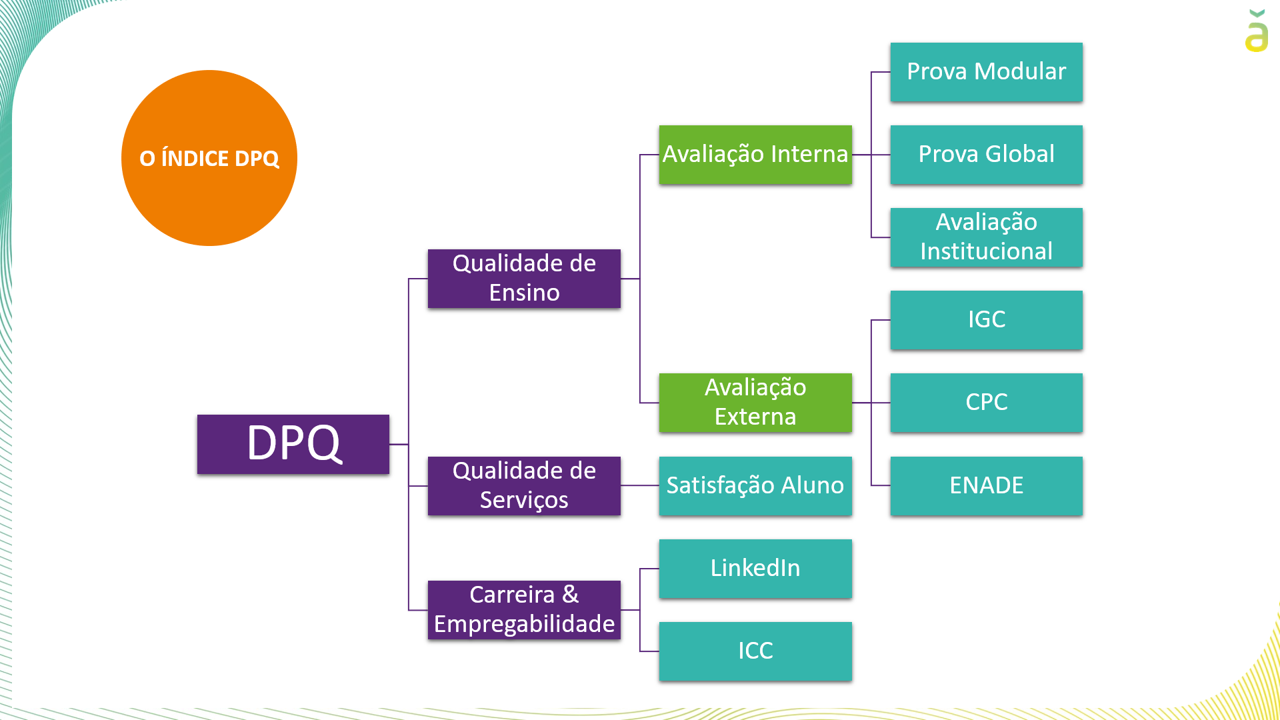 O ÍNDICE DPQ
DPQ
Qualidade de
Ensino
Avaliação Interna
Prova Modular
Prova Global
Avaliação
Institucional
Avaliação
Externa
IGC
CPC
ENADE
Qualidade de
Serviços
Satisfação Aluno
Carreira &
Empregabilidade
LinkedIn
ICC
ă